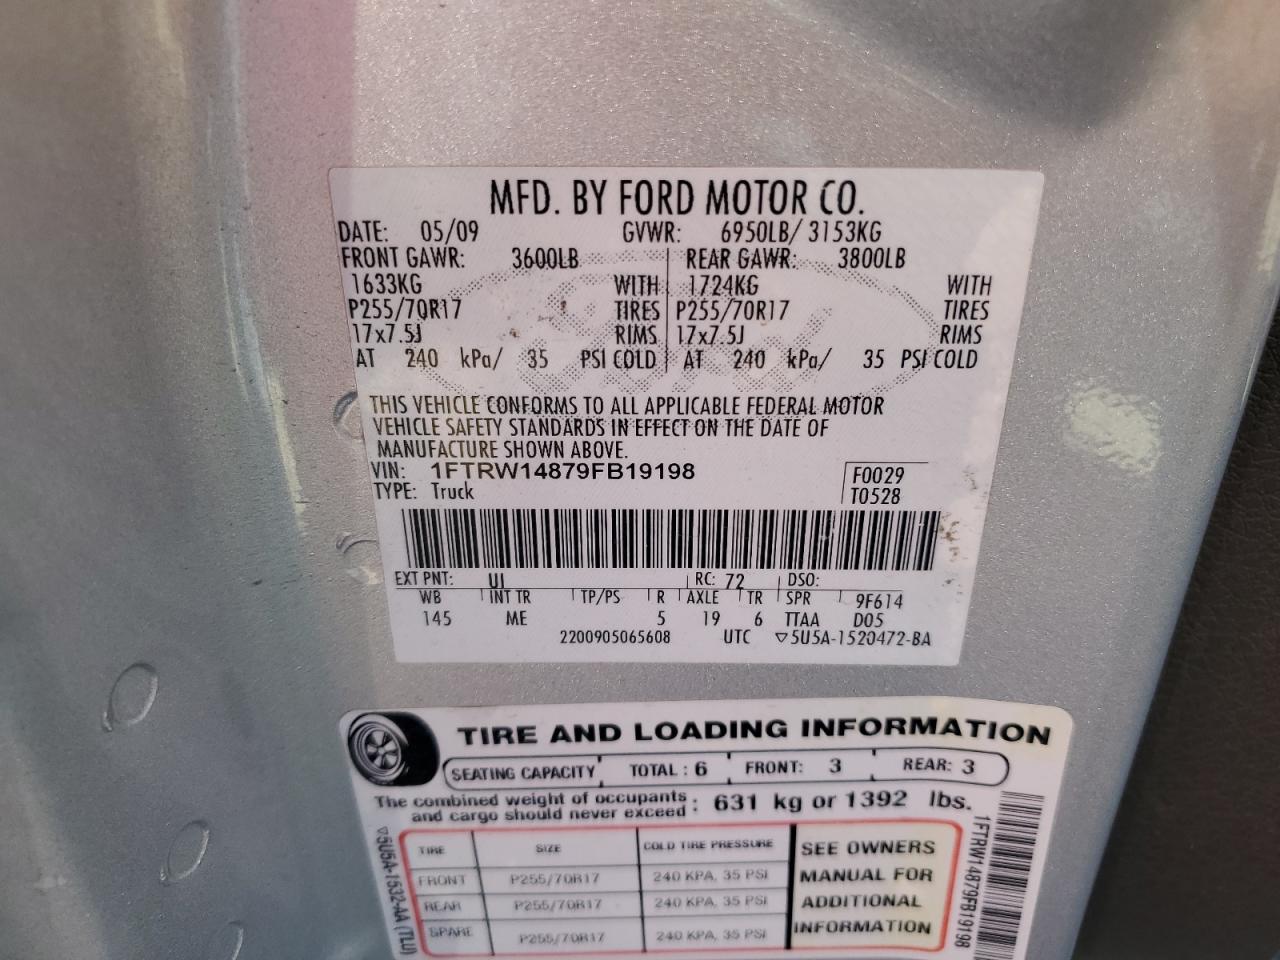 MFD. BY FORD MOTOR CO.
DATE: 05/09 GVWR: 6950LB/ 3153KG
FRONT GAWR: 3600LB REAR GAWR: 3800LB
1633KG WITH 1724KG WITH
P255/70R17 TIRES P255/70R17 TIRES
17x7.5J RIMS 17x7.5J RIMS
AT 240 kPa/ 35 PSI COLD AT 240 kPa/ 35 PSI COLD
THIS VEHICLE CONFORMS TO ALL APPLICABLE FEDERAL MOTOR
VEHICLE SAFETY STANDARDS IN EFFECT ON THE DATE OF
MANUFACTURE SHOWN ABOVE.
VIN: 1FTRW14879FB19198 F0029
TYPE: Truck T0528
EXT PNT: UJ RC: 72 DSO:
WB INT TR TP/PS R AXLE TR SPR 9F614
145 ME 5 19 6 TTAA D05
2200905065608 UTC ▽5U5A-1520472-BA
TIRE AND LOADING INFORMATION
SEATING CAPACITY TOTAL : 6 FRONT: 3 REAR: 3
The combined weight of occupants
and cargo should never exceed : 631 kg or 1392 lbs.
TIRE SIZE COLD TIRE PRESSURE
FRONT P255/70R17 240 KPA, 35 PSI
REAR P255/70R17 240 KPA, 35 PSI
SPARE P255/70R17 240 KPA, 35 PSI
SEE OWNERS
MANUAL FOR
ADDITIONAL
INFORMATION
▽5U5A-1532-AA (TLU)
1FTRW14879FB19198